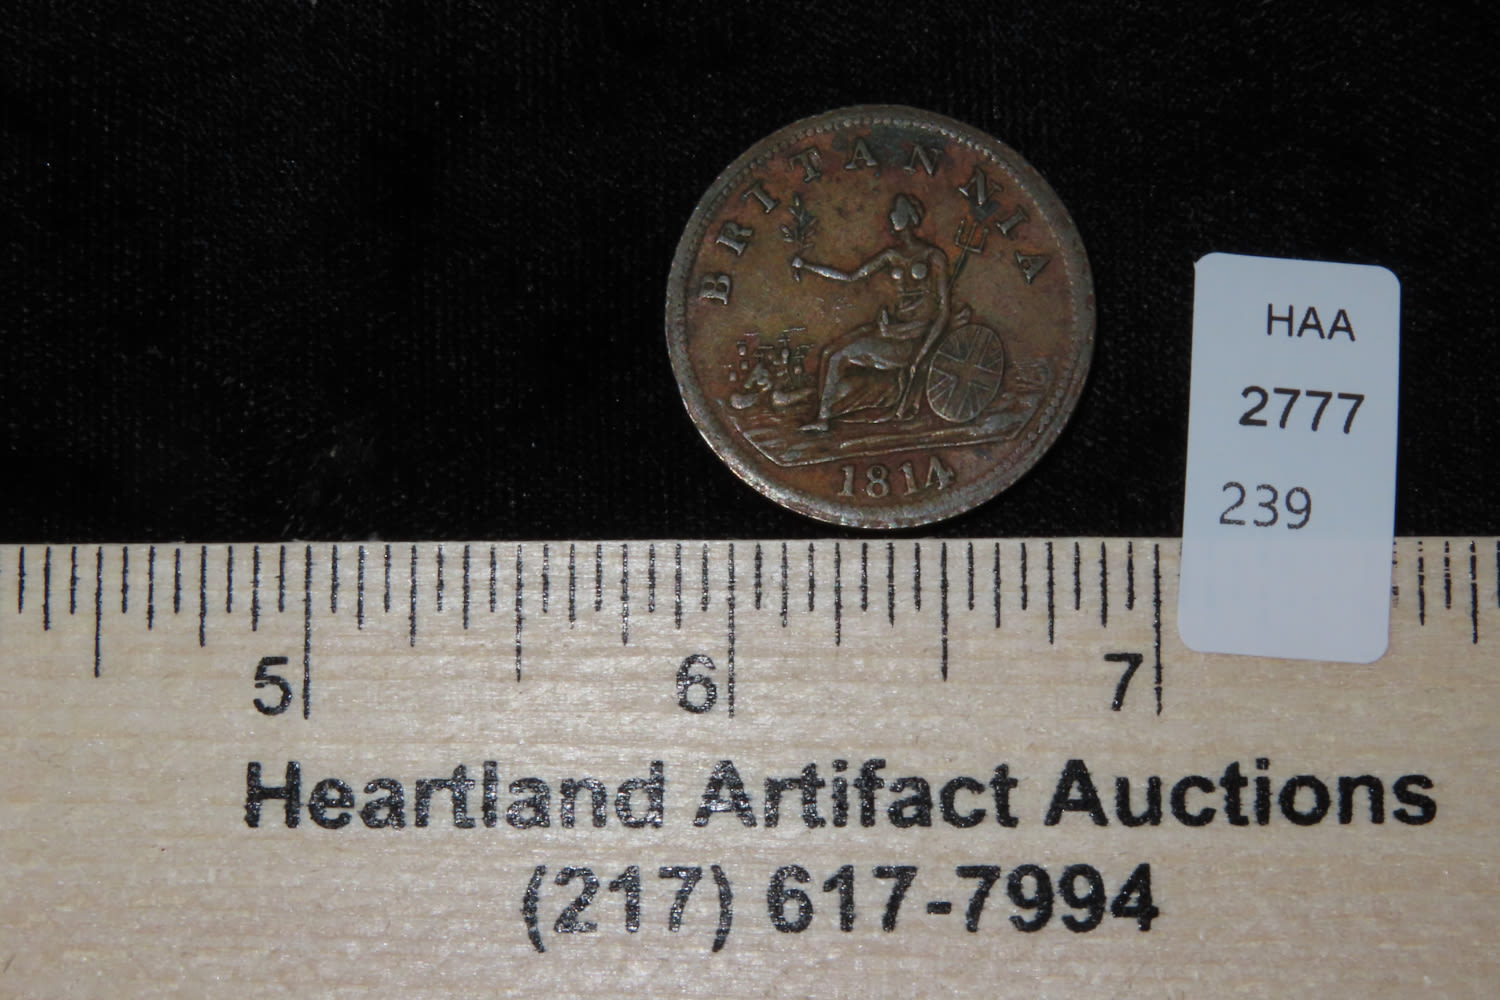 BRITANNIA
1814
HAA
2777
239
5 6 7
Heartland Artifact Auctions
(217) 617-7994